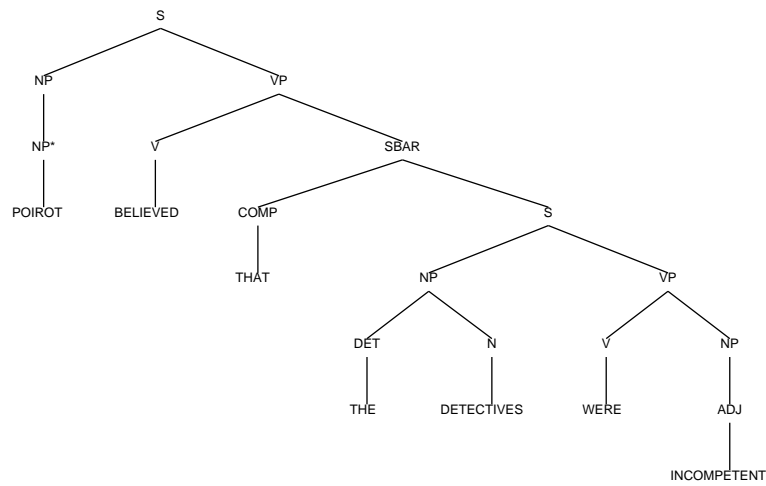 S
NP VP
NP* V SBAR
POIROT BELIEVED COMP S
THAT NP VP
DET N V NP
THE DETECTIVES WERE ADJ
INCOMPETENT